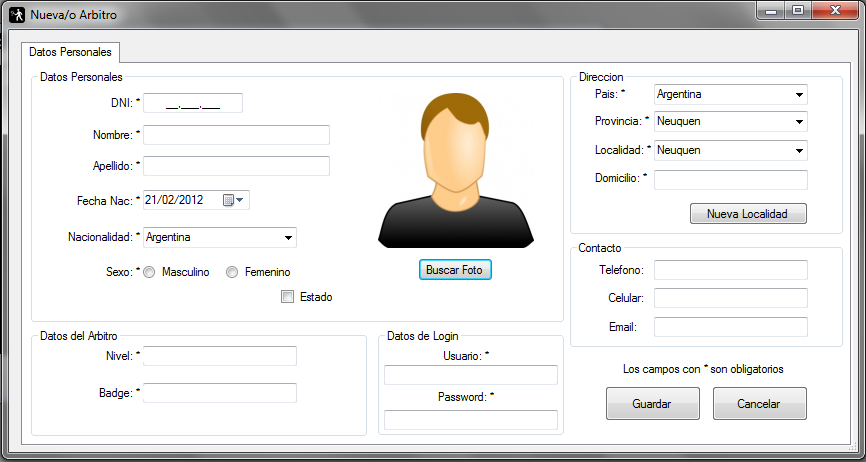 Nueva/o Arbitro
Datos Personales
Datos Personales
DNI: * __.___.___
Nombre: *
Apellido: *
Fecha Nac: * 21/02/2012
Nacionalidad: * Argentina
Sexo: * Masculino Femenino
Estado
Buscar Foto
Direccion
Pais: * Argentina
Provincia: * Neuquen
Localidad: * Neuquen
Domicilio: *
Nueva Localidad
Contacto
Telefono:
Celular:
Email:
Datos del Arbitro
Nivel: *
Badge: *
Datos de Login
Usuario: *
Password: *
Los campos con * son obligatorios
Guardar Cancelar